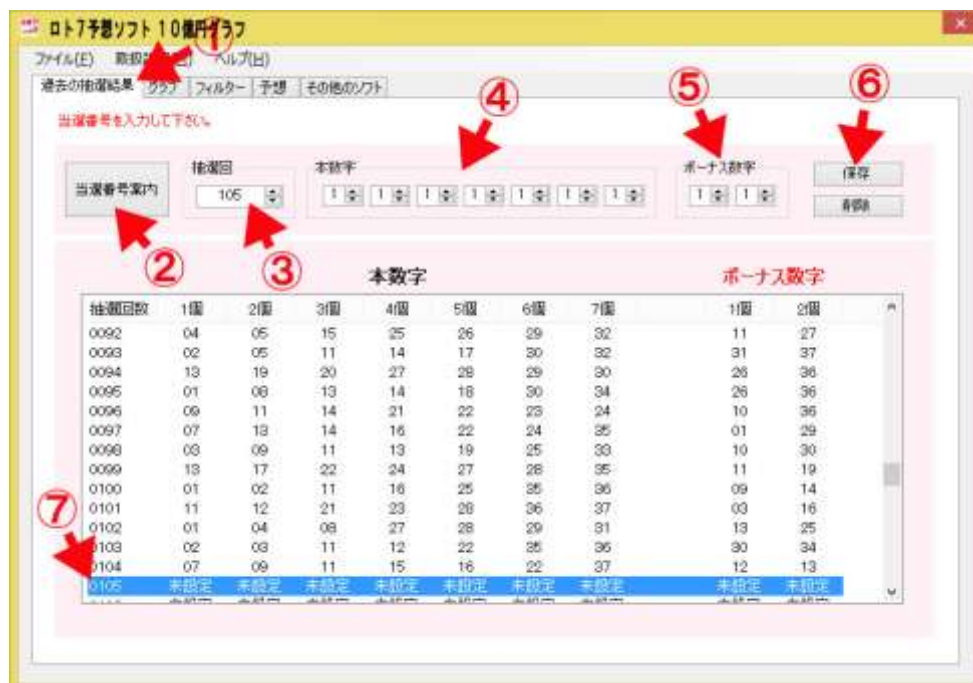 ロト7予想ソフト 10億円グラフ
①
ファイル(E) ヘルプ(H)
過去の抽選結果 グラフ フィルター 予想 その他のソフト
④ ⑤ ⑥
当選番号を入力して下さい。
当選番号案内 抽選回 本数字 ボーナス数字 保存
105 1 1 1 1 1 1 1 1 1 削除
② ③
本数字 ボーナス数字
抽選回数 1個 2個 3個 4個 5個 6個 7個 1個 2個
0092 04 05 15 25 26 29 32 11 27
0093 02 05 11 14 17 30 32 31 37
0094 13 19 20 27 28 29 30 26 36
0095 01 08 13 14 18 30 34 26 36
0096 09 11 14 21 22 23 24 10 36
0097 07 13 14 16 22 24 35 01 29
0098 03 09 11 13 19 25 33 10 30
0099 13 17 22 24 27 28 35 11 19
0100 01 02 11 16 25 35 36 09 14
0101 11 12 21 23 28 36 37 03 16
⑦
0102 01 04 08 27 28 29 31 13 25
0103 02 03 11 12 22 35 36 30 34
0104 07 09 11 15 16 22 37 12 13
0105 未設定 未設定 未設定 未設定 未設定 未設定 未設定 未設定 未設定